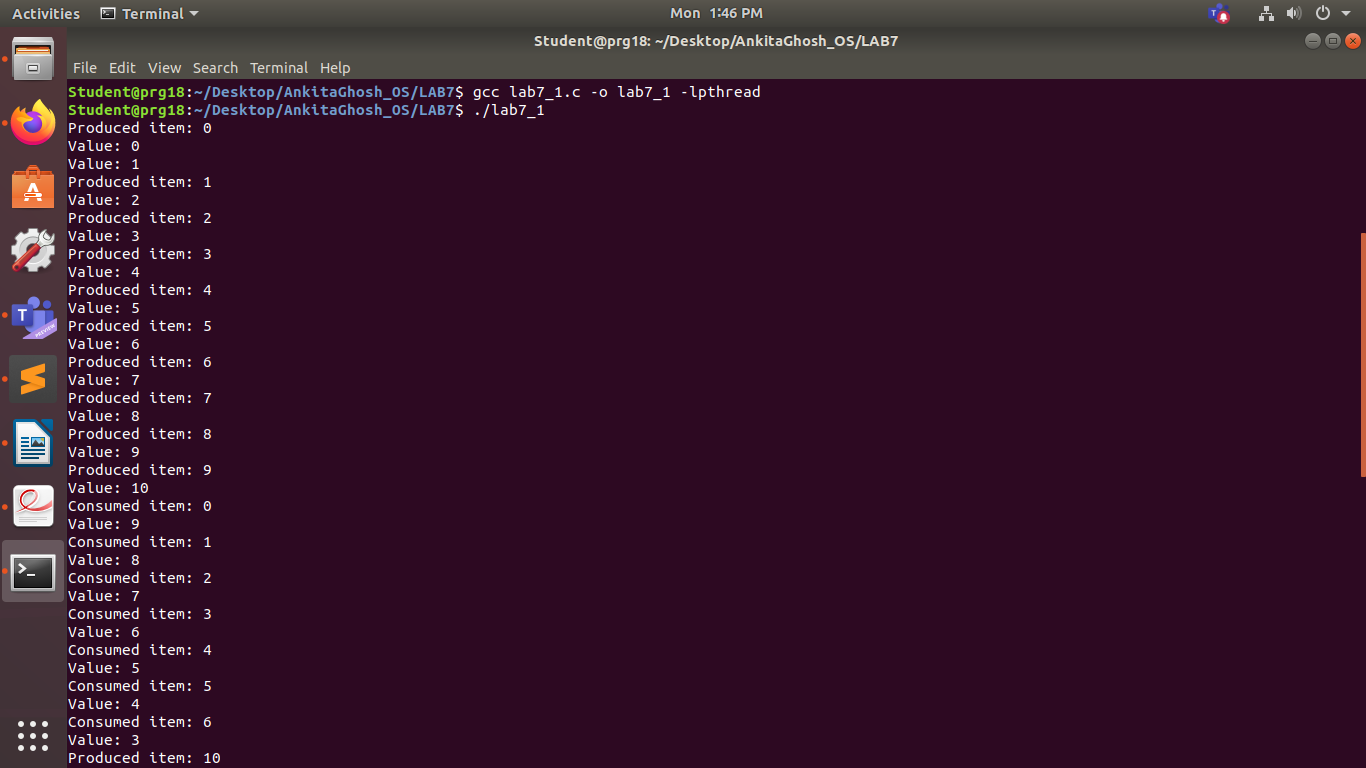 Activities Terminal Mon 1:46 PM
Student@prg18: ~/Desktop/AnkitaGhosh_OS/LAB7
File Edit View Search Terminal Help
Student@prg18:~/Desktop/AnkitaGhosh_OS/LAB7$ gcc lab7_1.c -o lab7_1 -lpthread
Student@prg18:~/Desktop/AnkitaGhosh_OS/LAB7$ ./lab7_1
Produced item: 0
Value: 0
Value: 1
Produced item: 1
Value: 2
Produced item: 2
Value: 3
Produced item: 3
Value: 4
Produced item: 4
Value: 5
Produced item: 5
Value: 6
Produced item: 6
Value: 7
Produced item: 7
Value: 8
Produced item: 8
Value: 9
Produced item: 9
Value: 10
Consumed item: 0
Value: 9
Consumed item: 1
Value: 8
Consumed item: 2
Value: 7
Consumed item: 3
Value: 6
Consumed item: 4
Value: 5
Consumed item: 5
Value: 4
Consumed item: 6
Value: 3
Produced item: 10